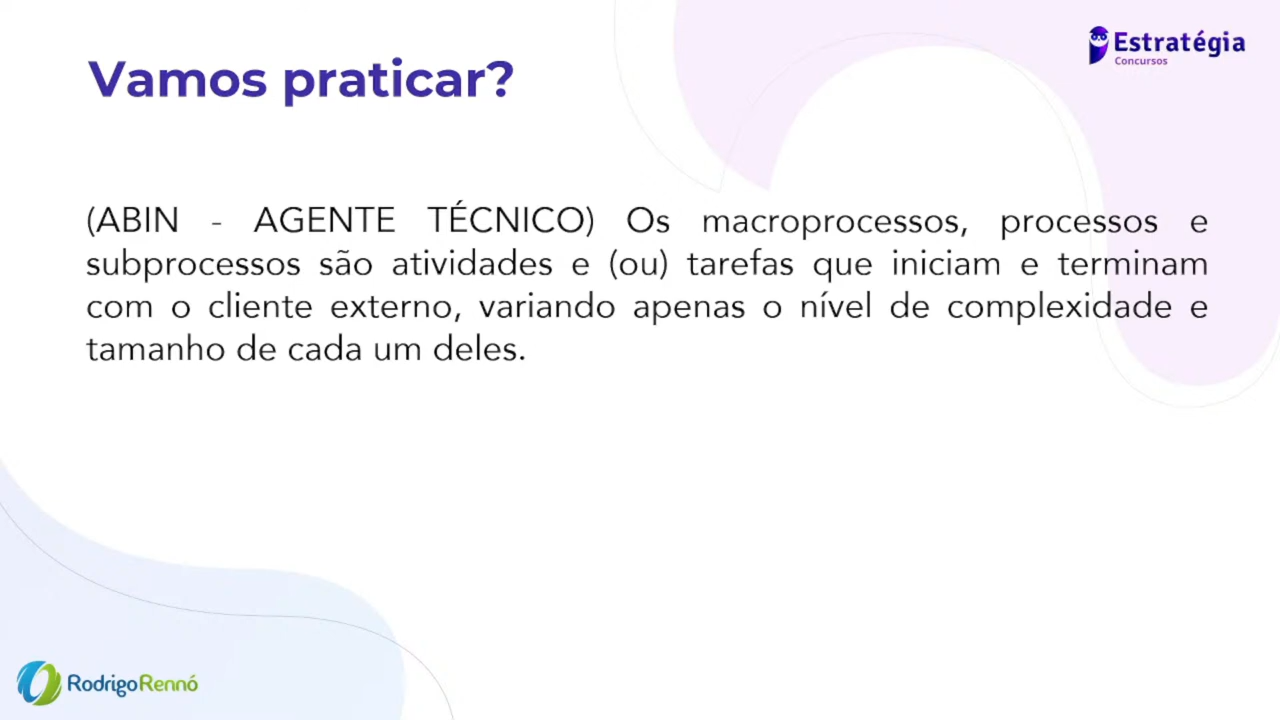 Estratégia
Concursos
Vamos praticar?
(ABIN - AGENTE TÉCNICO) Os macroprocessos, processos e
subprocessos são atividades e (ou) tarefas que iniciam e terminam
com o cliente externo, variando apenas o nível de complexidade e
tamanho de cada um deles.
RodrigoRennó